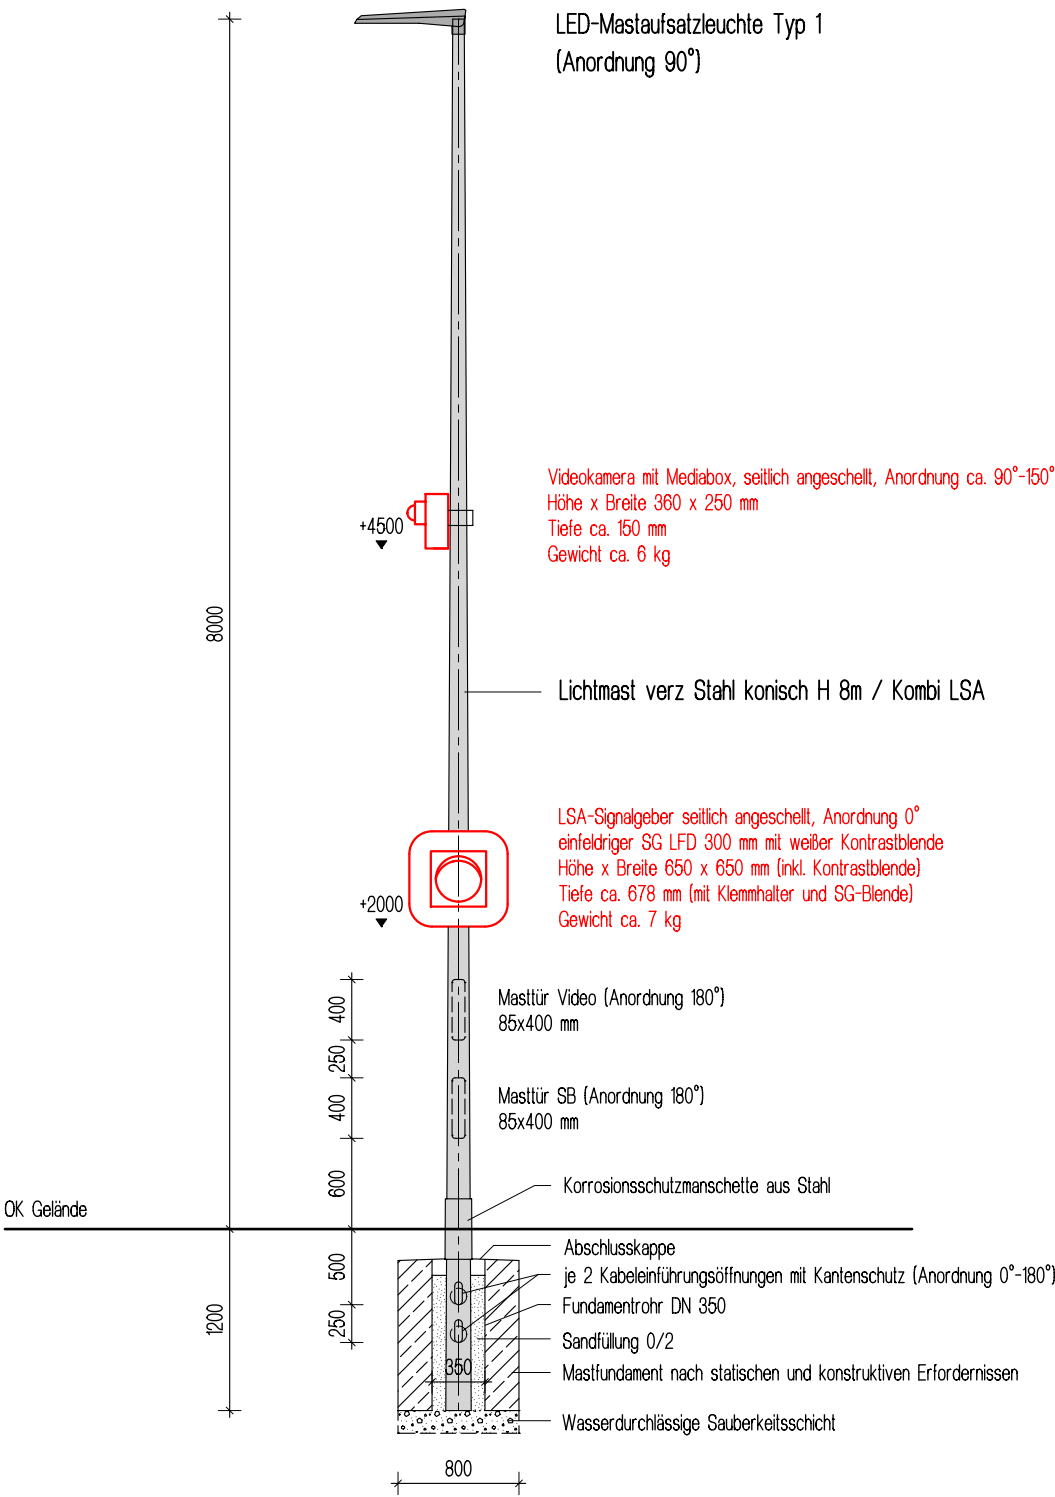 LED-Mastaufsatzleuchte Typ 1
(Anordnung 90°)
Videokamera mit Mediabox, seitlich angeschellt, Anordnung ca. 90°-150°
Höhe x Breite 360 x 250 mm
Tiefe ca. 150 mm
Gewicht ca. 6 kg
+4500
8000
Lichtmast verz Stahl konisch H 8m / Kombi LSA
LSA-Signalgeber seitlich angeschellt, Anordnung 0°
einfeldriger SG LFD 300 mm mit weißer Kontrastblende
Höhe x Breite 650 x 650 mm (inkl. Kontrastblende)
Tiefe ca. 678 mm (mit Klemmhalter und SG-Blende)
Gewicht ca. 7 kg
+2000
400
Masttür Video (Anordnung 180°)
85x400 mm
250
400
Masttür SB (Anordnung 180°)
85x400 mm
600
Korrosionsschutzmanschette aus Stahl
OK Gelände
500
Abschlusskappe
je 2 Kabeleinführungsöffnungen mit Kantenschutz (Anordnung 0°-180°)
Fundamentrohr DN 350
1200
250
Sandfüllung 0/2
350
Mastfundament nach statischen und konstruktiven Erfordernissen
Wasserdurchlässige Sauberkeitsschicht
800